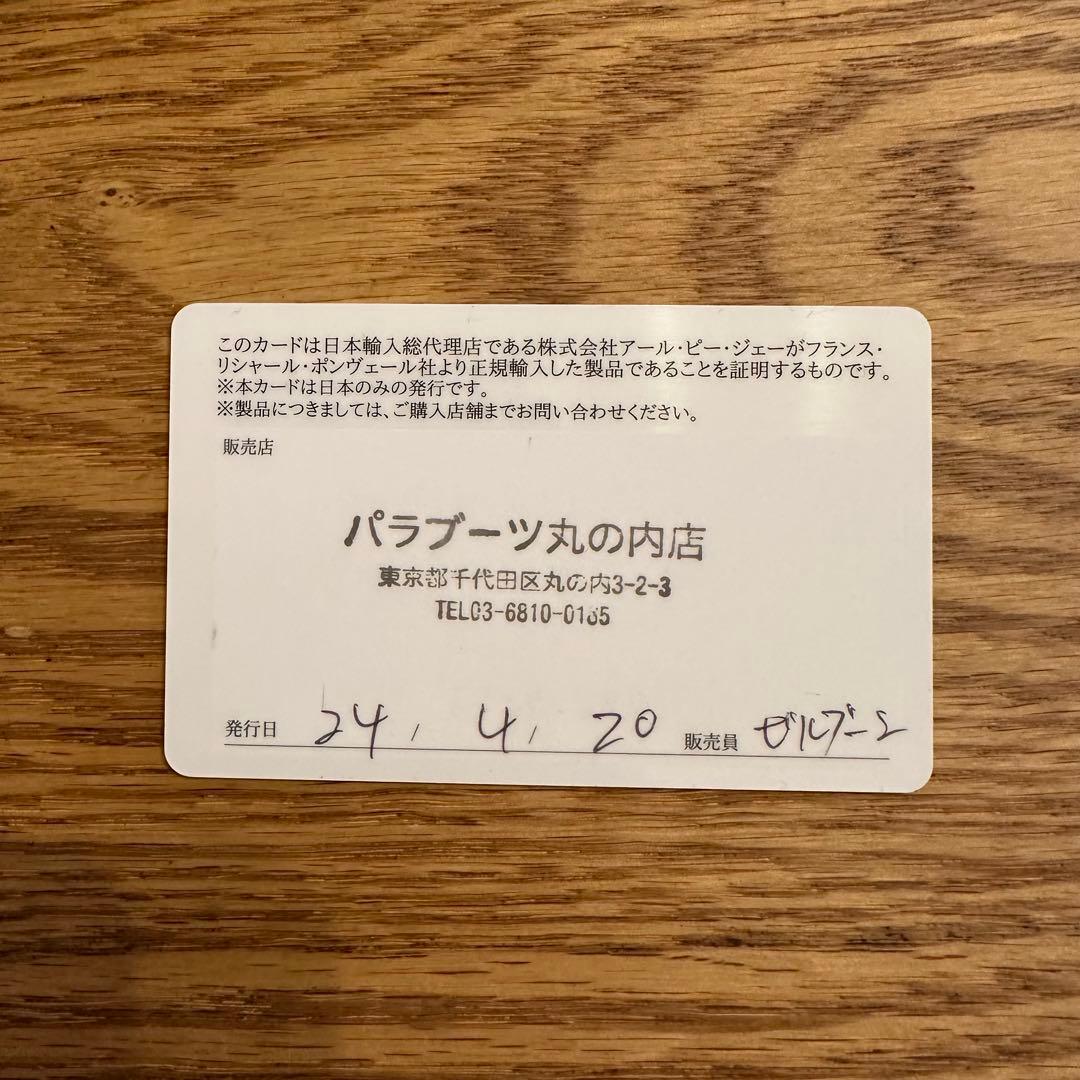 このカードは日本輸入総代理店である株式会社アール・ピー・ジェーがフランス・
リシャール・ポンヴェール社より正規輸入した製品であることを証明するものです。
※本カードは日本のみの発行です。
※製品につきましては、ご購入店舗までお問い合わせください。
販売店
パラブーツ丸の内店
東京都千代田区丸の内3-2-3
TEL03-6810-0185
発行日 24, 4, 20 販売員